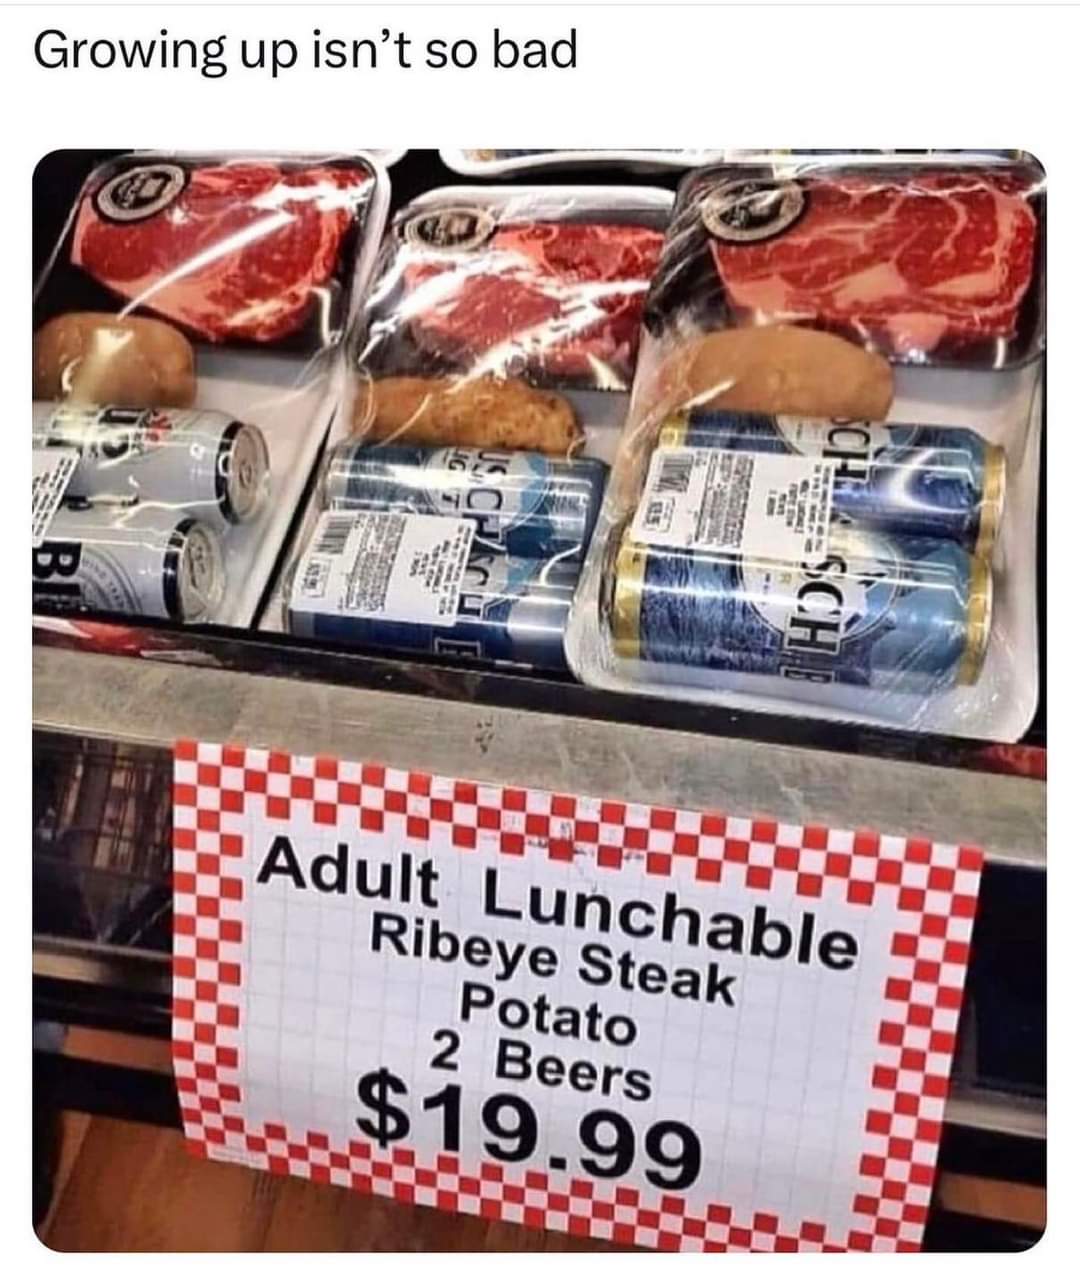 Growing up isn’t so bad
Adult Lunchable
Ribeye Steak
Potato
2 Beers
$19.99